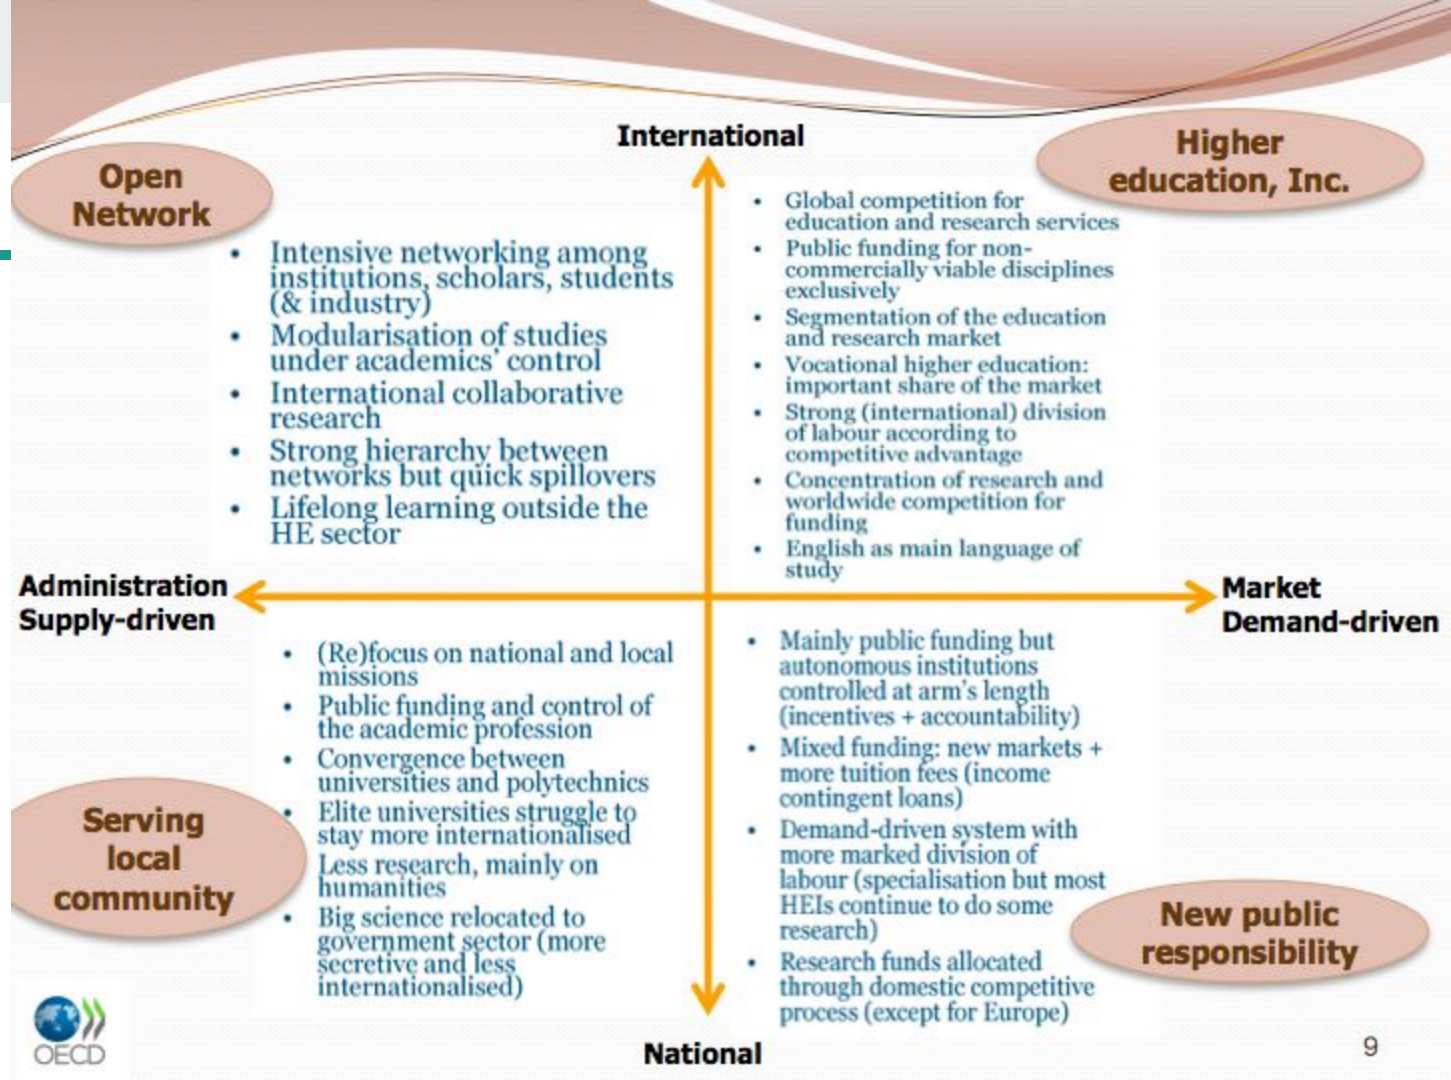 International
Open
Network
Higher
education, Inc.
• Intensive networking among
institutions, scholars, students
(& industry)
• Modularisation of studies
under academics' control
• International collaborative
research
• Strong hierarchy between
networks but quick spillovers
• Lifelong learning outside the
HE sector
• Global competition for
education and research services
• Public funding for non-
commercially viable disciplines
exclusively
• Segmentation of the education
and research market
• Vocational higher education:
important share of the market
• Strong (international) division
of labour according to
competitive advantage
• Concentration of research and
worldwide competition for
funding
• English as main language of
study
Administration
Supply-driven
Market
Demand-driven
• (Re)focus on national and local
missions
• Public funding and control of
the academic profession
• Convergence between
universities and polytechnics
• Elite universities struggle to
stay more internationalised
Less research, mainly on
humanities
• Big science relocated to
government sector (more
secretive and less
internationalised)
Serving
local
community
• Mainly public funding but
autonomous institutions
controlled at arm's length
(incentives + accountability)
• Mixed funding: new markets +
more tuition fees (income
contingent loans)
• Demand-driven system with
more marked division of
labour (specialisation but most
HEIs continue to do some
research)
• Research funds allocated
through domestic competitive
process (except for Europe)
New public
responsibility
OECD
National
9